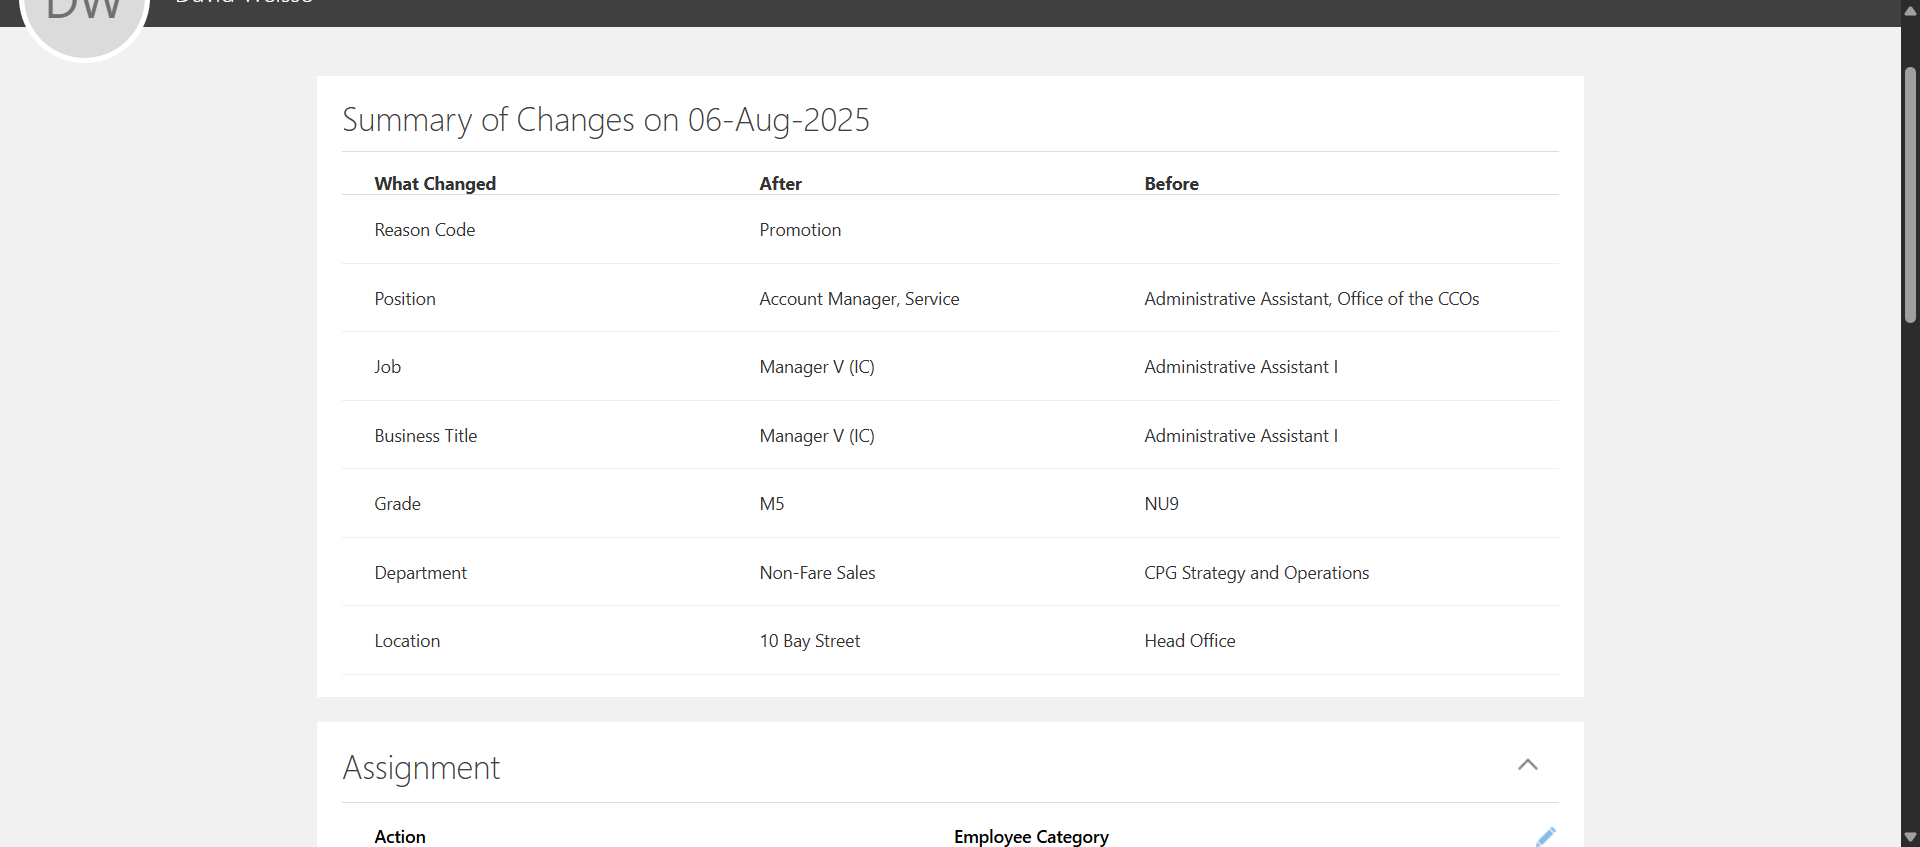 DW
Summary of Changes on 06-Aug-2025
What Changed After Before
Reason Code Promotion
Position Account Manager, Service Administrative Assistant, Office of the CCOs
Job Manager V (IC) Administrative Assistant I
Business Title Manager V (IC) Administrative Assistant I
Grade M5 NU9
Department Non-Fare Sales CPG Strategy and Operations
Location 10 Bay Street Head Office
Assignment
Action Employee Category